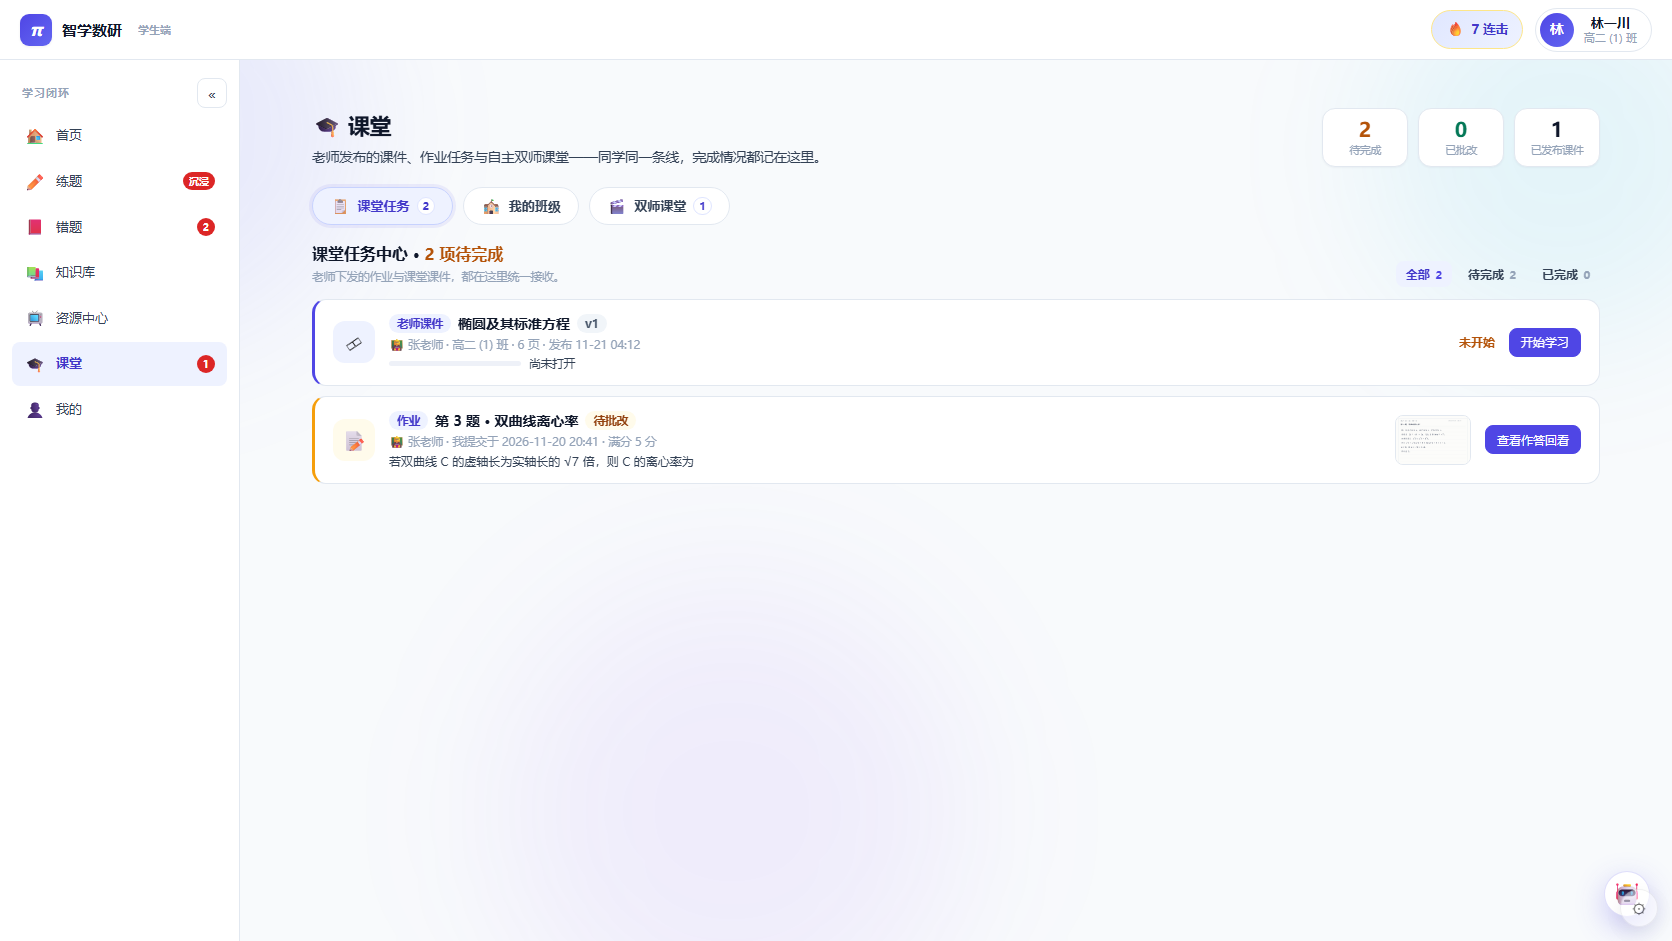 π 智学数研 学生端
7 连击
林 林一川
高二 (1) 班
学习闭环 «
首页
练题 沉浸
错题 2
知识库
资源中心
课堂 1
我的
课堂
老师发布的课件、作业任务与自主双师课堂——同学同一条线，完成情况都记在这里。
2 待完成
0 已批改
1 已发布课件
课堂任务 2
我的班级
双师课堂 1
课堂任务中心 • 2 项待完成
老师下发的作业与课堂课件，都在这里统一接收。
全部 2 待完成 2 已完成 0
老师课件 椭圆及其标准方程 v1
张老师 · 高二 (1) 班 · 6 页 · 发布 11-21 04:12
尚未打开
未开始 开始学习
作业 第 3 题 • 双曲线离心率 待批改
张老师 · 我提交于 2026-11-20 20:41 · 满分 5 分
若双曲线 C 的虚轴长为实轴长的 √7 倍，则 C 的离心率为
查看作答回看